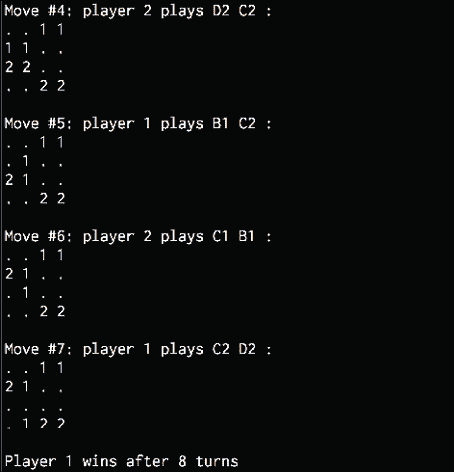 Move #4: player 2 plays D2 C2 :
. . 1 1
1 1 . .
2 2 . .
. . 2 2
Move #5: player 1 plays B1 C2 :
. . 1 1
. 1 . .
2 1 . .
. . 2 2
Move #6: player 2 plays C1 B1 :
. . 1 1
2 1 . .
. 1 . .
. . 2 2
Move #7: player 1 plays C2 D2 :
. . 1 1
2 1 . .
. . . .
. 1 2 2
Player 1 wins after 8 turns